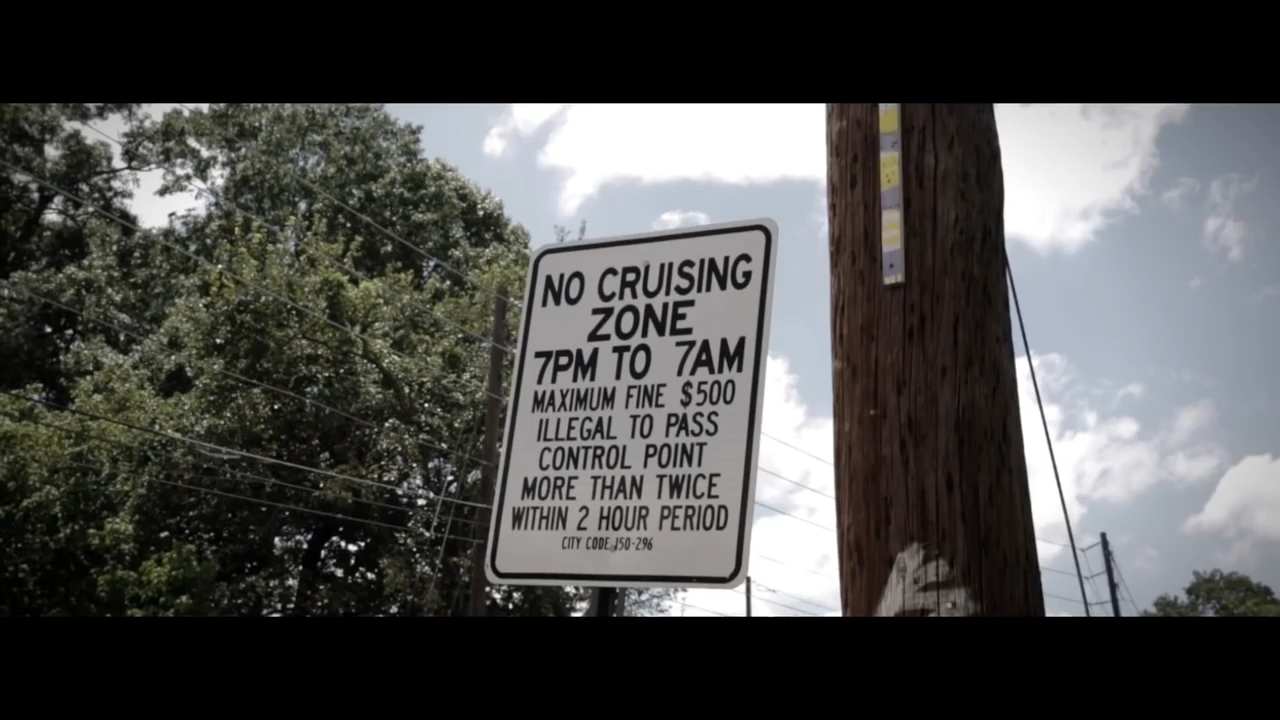 NO CRUISING
ZONE
7PM TO 7AM
MAXIMUM FINE $500
ILLEGAL TO PASS
CONTROL POINT
MORE THAN TWICE
WITHIN 2 HOUR PERIOD
CITY CODE 150-296